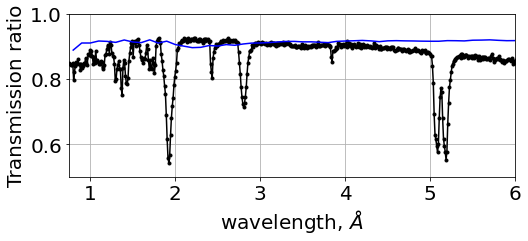 Transmission ratio
1.0
0.8
0.6
1 2 3 4 5 6
wavelength, Å